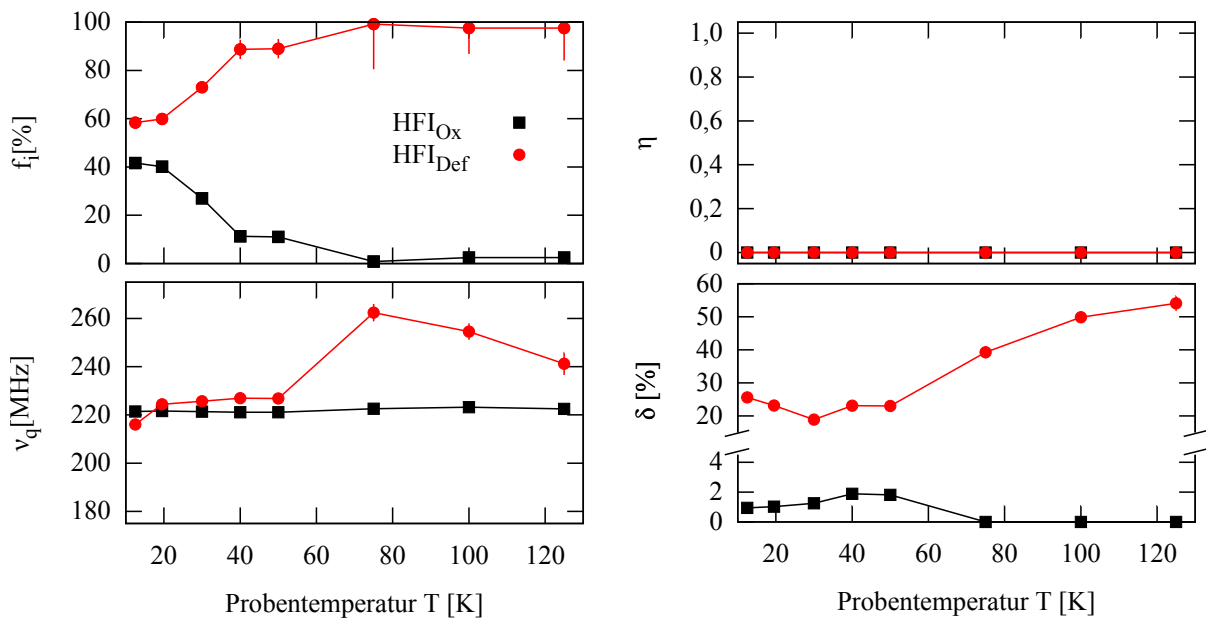 100
80
60
40
20
0
f_i[%]
HFI_Ox
HFI_Def
260
240
220
200
180
ν_q[MHz]
20 40 60 80 100 120
Probentemperatur T [K]
1,0
0,8
0,6
0,4
0,2
0
η
60
50
40
30
20
4
2
0
δ [%]
20 40 60 80 100 120
Probentemperatur T [K]